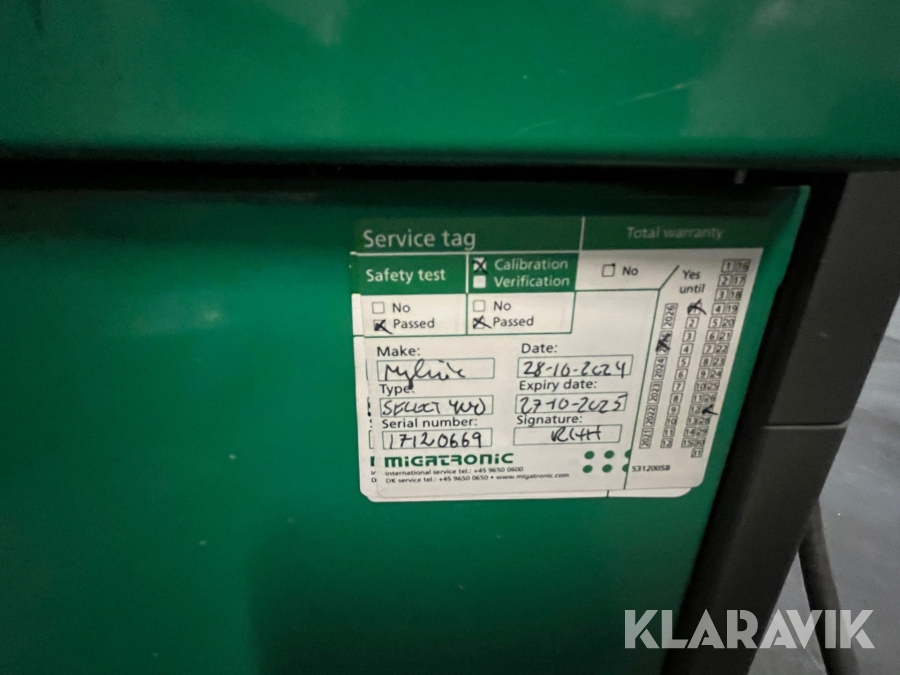 Service tag
Total warranty
Safety test
Calibration
Verification
No
Yes
until
No
Passed
No
Passed
Make:
Date:
28-10-2024
Type:
Expiry date:
SELECT 400
27-10-2025
Serial number:
Signature:
17120669
MIGATRONIC
International service tel.: +45 9650 0600
DK service tel.: +45 9650 0650 • www.migatronic.com
53120058
KLARAVIK